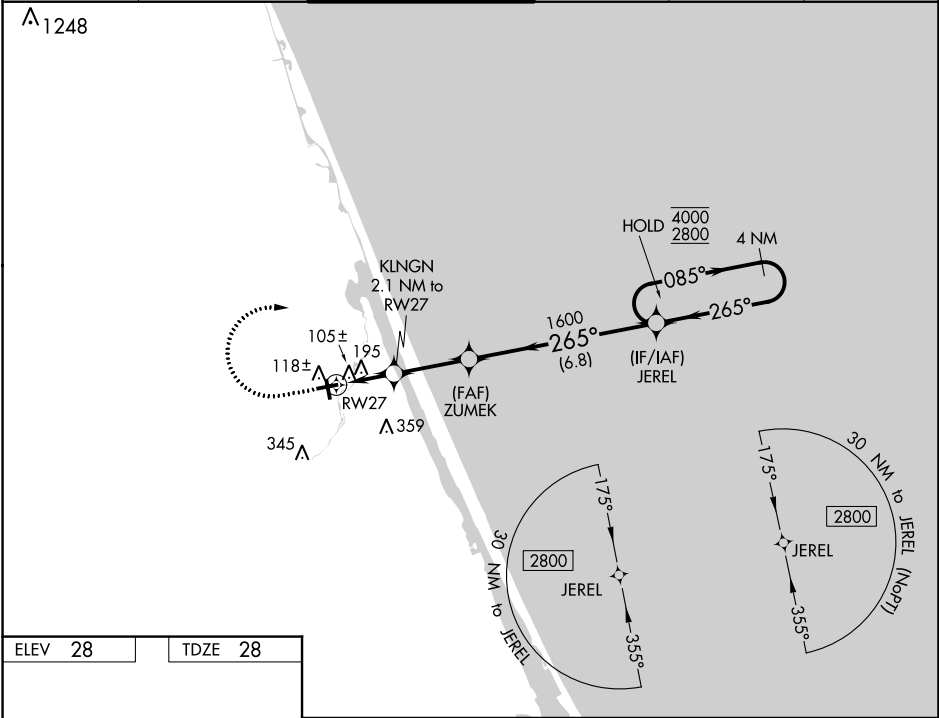 1248
HOLD 4000
2800
4 NM
085°
265°
KLNGN
2.1 NM to
RW27
1600
265°
(6.8)
(IF/IAF)
JEREL
105±
195
118±
RW27
(FAF)
ZUMEK
359
345
175°
30 NM to JEREL
2800
JEREL
355°
175°
30 NM to JEREL (NoPT)
2800
JEREL
355°
ELEV 28
TDZE 28